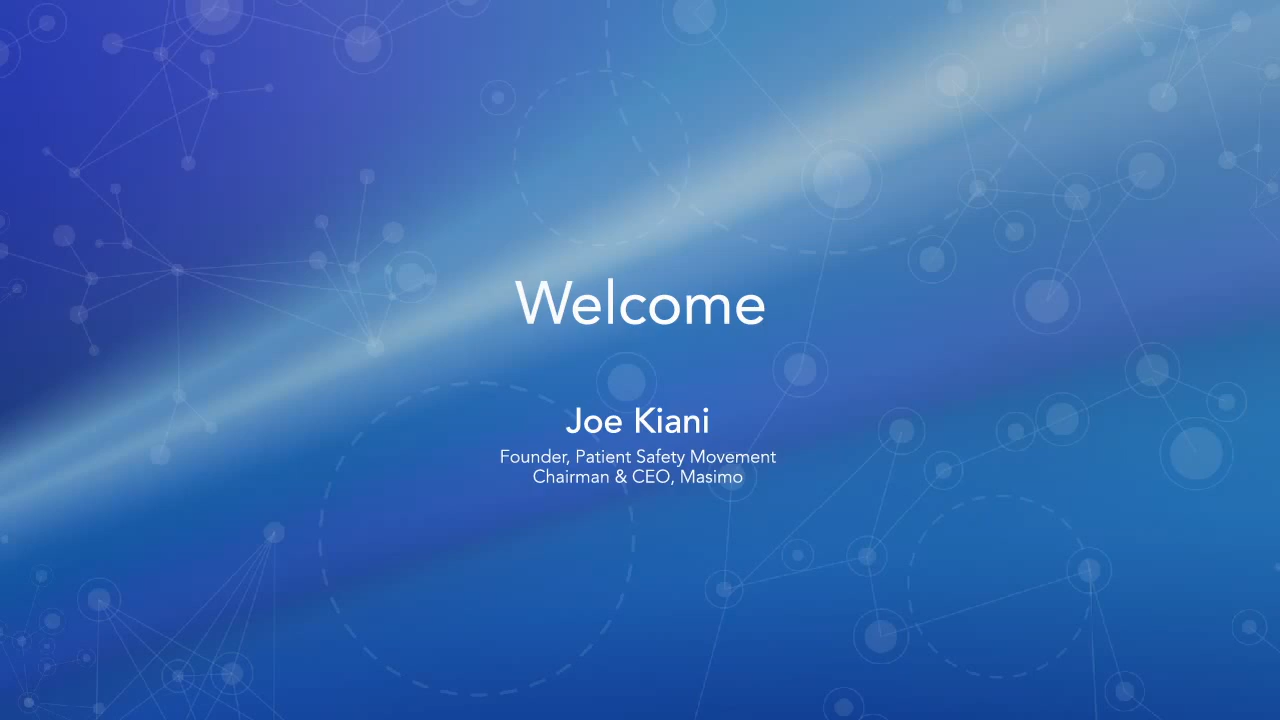 Welcome
Joe Kiani
Founder, Patient Safety Movement
Chairman & CEO, Masimo